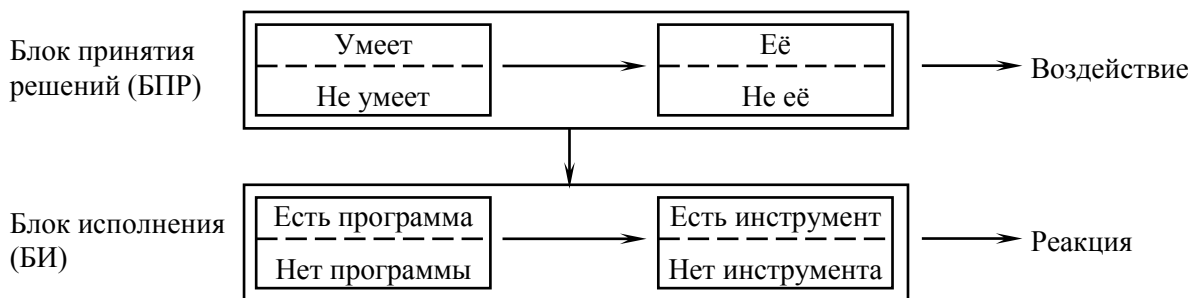 Блок принятия
решений (БПР)
Умеет
Не умеет
Её
Не её
Воздействие
Блок исполнения
(БИ)
Есть программа
Нет программы
Есть инструмент
Нет инструмента
Реакция